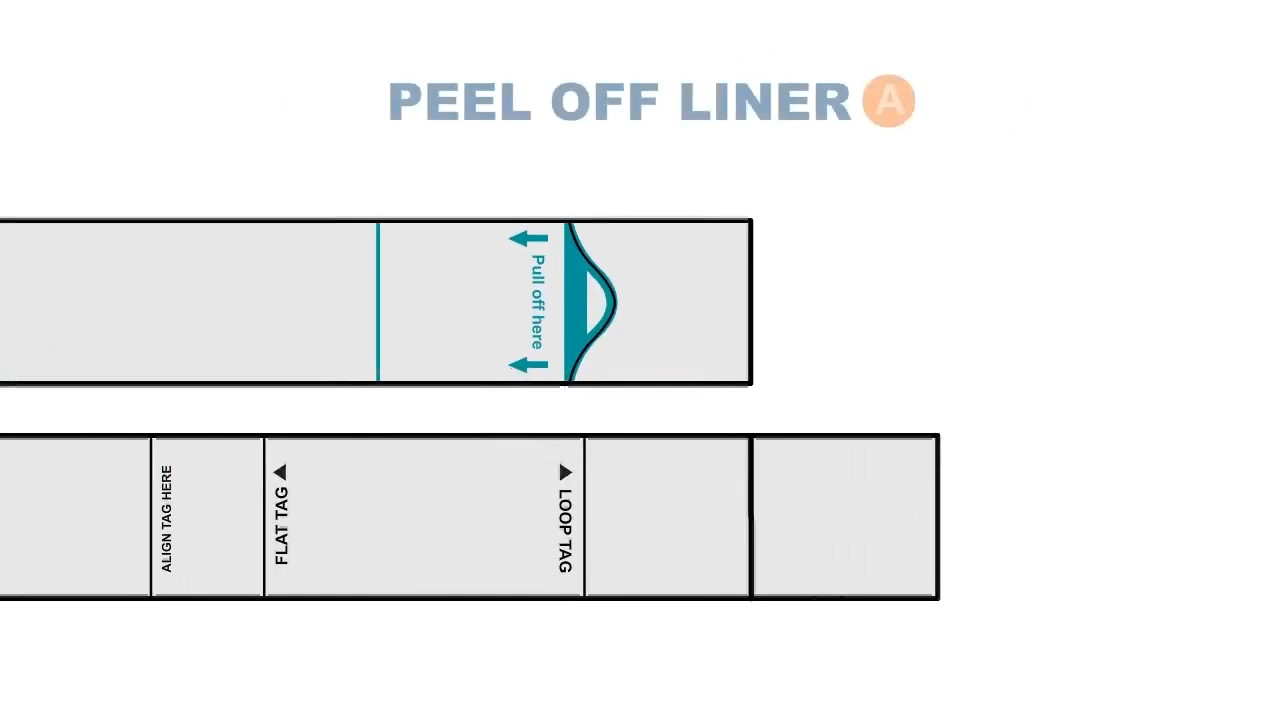 PEEL OFF LINER A
Pull off here
ALIGN TAG HERE
FLAT TAG
LOOP TAG